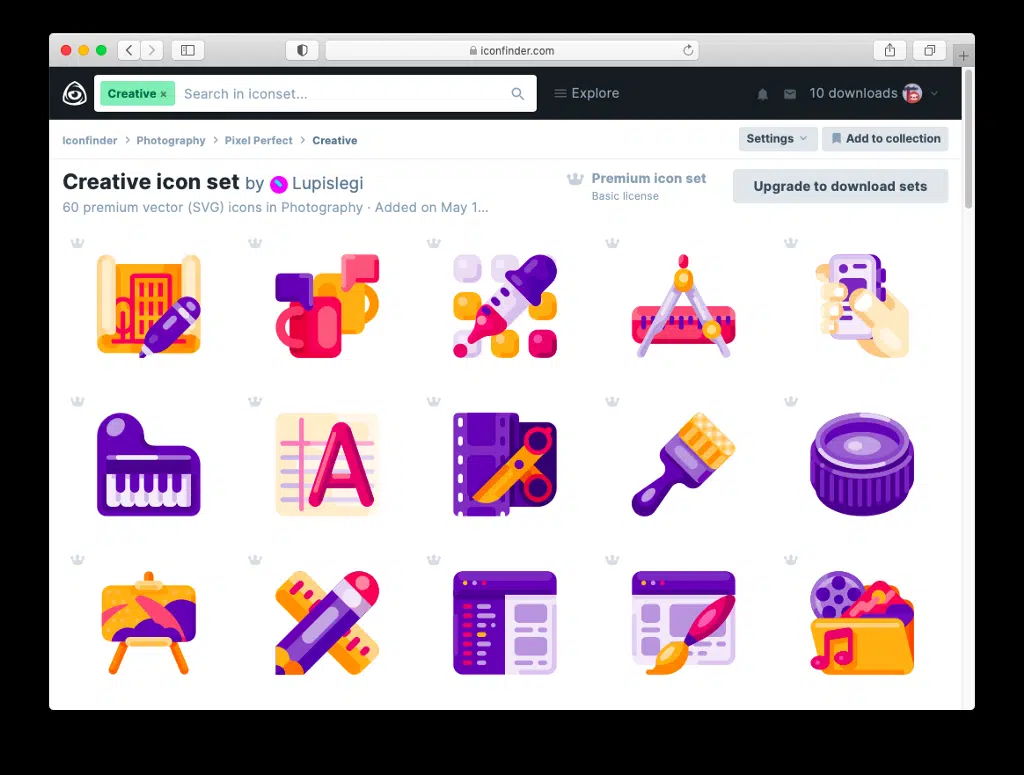 iconfinder.com
Creative × Search in iconset... Explore 10 downloads
Iconfinder > Photography > Pixel Perfect > Creative Settings Add to collection
Creative icon set by Lupislegi Premium icon set Upgrade to download sets
Basic license
60 premium vector (SVG) icons in Photography · Added on May 1...
A